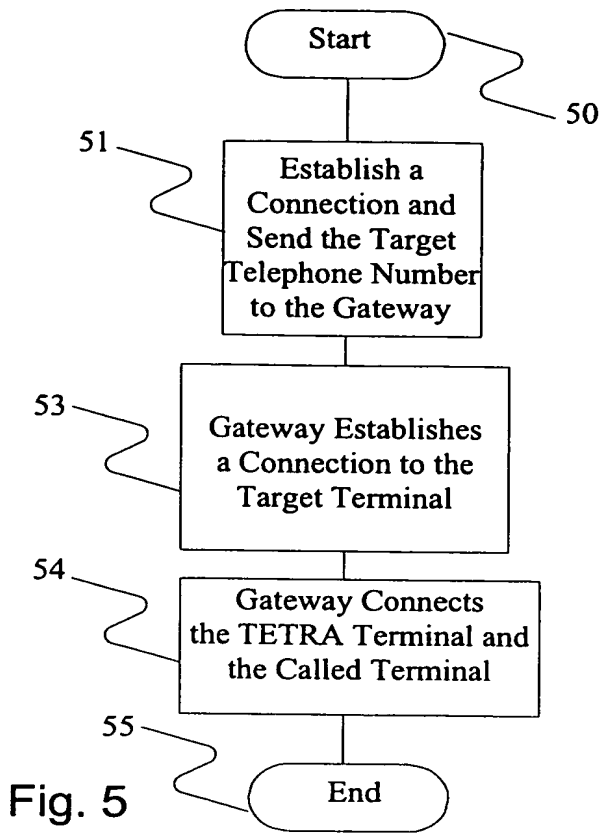 Start
50
51
Establish a
Connection and
Send the Target
Telephone Number
to the Gateway
53
Gateway Establishes
a Connection to the
Target Terminal
54
Gateway Connects
the TETRA Terminal and
the Called Terminal
55
End
Fig. 5